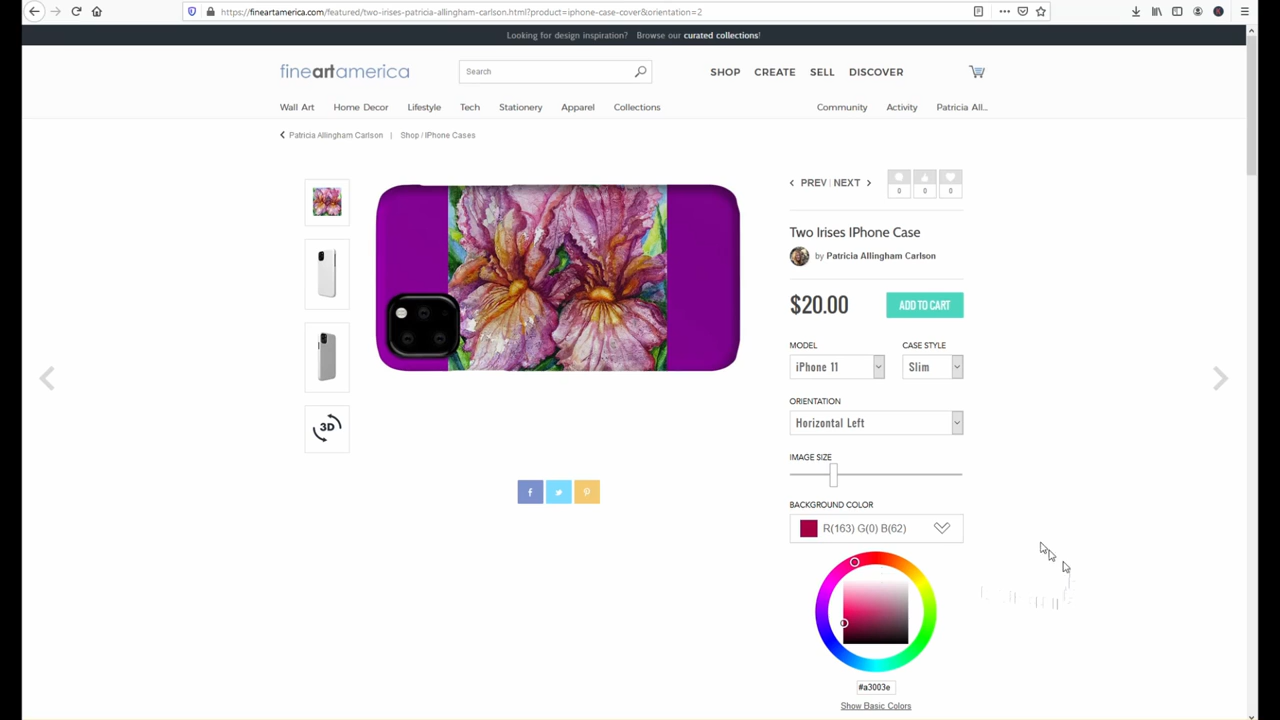 https://fineartamerica.com/featured/two-irises-patricia-allingham-carlson.html?product=iphone-case-cover&orientation=2
Looking for design inspiration? Browse our curated collections!
fineartamerica
Search
SHOP CREATE SELL DISCOVER
Wall Art Home Decor Lifestyle Tech Stationery Apparel Collections Community Activity Patricia All...
Patricia Allingham Carlson | Shop / IPhone Cases
PREV | NEXT
0 0 0
Two Irises IPhone Case
by Patricia Allingham Carlson
$20.00 ADD TO CART
MODEL CASE STYLE
iPhone 11 Slim
ORIENTATION
Horizontal Left
3D
IMAGE SIZE
BACKGROUND COLOR
R(163) G(0) B(62)
#a3003e
Show Basic Colors